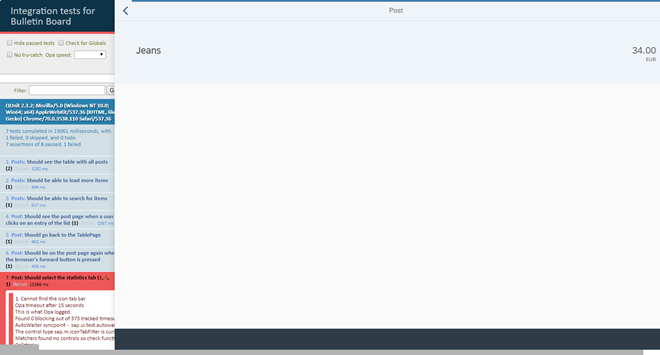 Integration tests for
Bulletin Board
Hide passed tests Check for Globals
No try-catch Opa speed:
Filter: G
QUnit 2.3.2; Mozilla/5.0 (Windows NT 10.0;
Win64; x64) AppleWebKit/537.36 (KHTML, like
Gecko) Chrome/70.0.3538.110 Safari/537.36
7 tests completed in 23061 milliseconds, with
1 failed, 0 skipped, and 0 todo.
7 assertions of 8 passed, 1 failed.
1. Posts: Should see the table with all posts
(2) Rerun 3282 ms
2. Posts: Should be able to load more items
(1) Rerun 494 ms
3. Posts: Should be able to search for items
(1) Rerun 617 ms
4. Post: Should see the post page when a user
clicks on an entry of the list (1) Rerun 1567 ms
5. Post: Should go back to the TablePage
(1) Rerun 462 ms
6. Post: Should be on the post page again when
the browser's forward button is pressed
(1) Rerun 468 ms
7. Post: Should select the statistics tab (1, 0,
1) Rerun 15386 ms
1. Cannot find the icon tab bar
Opa timeout after 15 seconds
This is what Opa logged:
Found 0 blocking out of 373 tracked timeou
AutoWaiter syncpoint - sap.ui.test.autowai
The control type sap.m.IconTabFilter is curr
Matchers found no controls so check functi
Post
Jeans
34.00
EUR